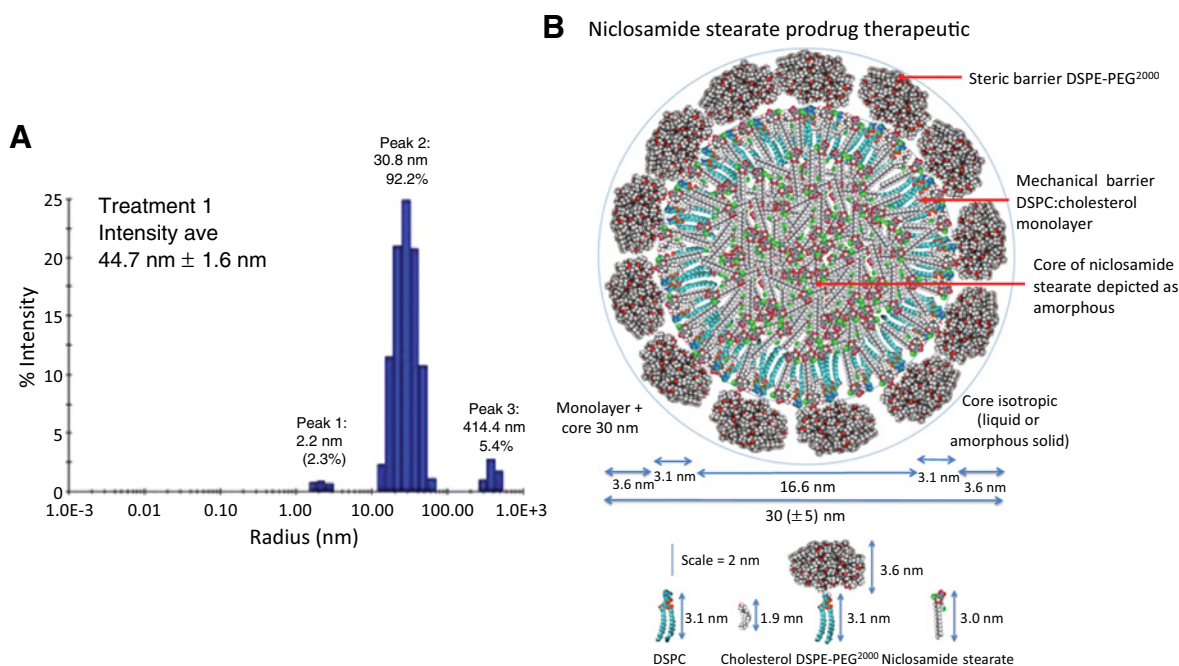 A
Treatment 1
Intensity ave
44.7 nm ± 1.6 nm
Peak 2:
30.8 nm
92.2%
Peak 1:
2.2 nm
(2.3%)
Peak 3:
414.4 nm
5.4%
% Intensity
25
20
15
10
5
0
1.0E-3 0.01 0.10 1.00 10.00 100.00 1.0E+3
Radius (nm)
B Niclosamide stearate prodrug therapeutic
Steric barrier DSPE-PEG2000
Mechanical barrier
DSPC:cholesterol
monolayer
Core of niclosamide
stearate depicted as
amorphous
Monolayer +
core 30 nm
Core isotropic
(liquid or
amorphous solid)
3.6 nm 3.1 nm 16.6 nm 3.1 nm 3.6 nm
30 (±5) nm
Scale = 2 nm
3.6 nm
3.1 nm 1.9 mn 3.1 nm 3.0 nm
DSPC Cholesterol DSPE-PEG2000 Niclosamide stearate